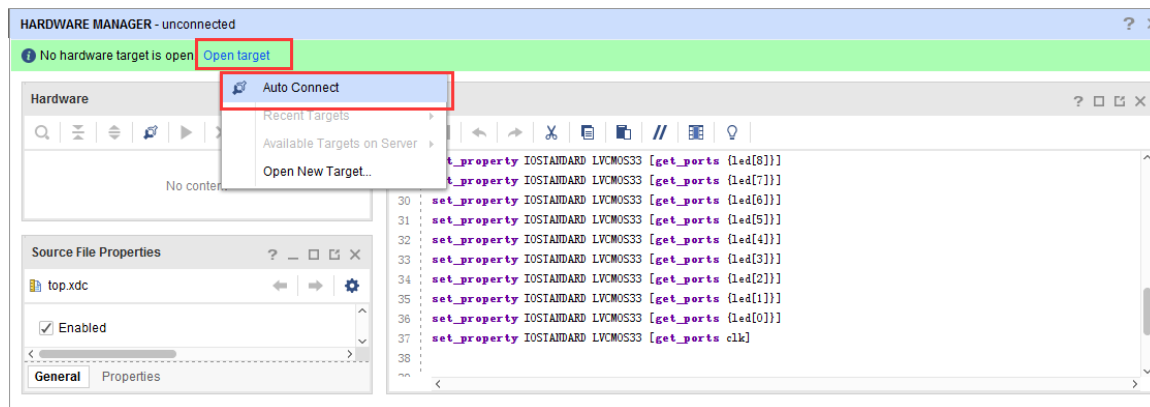 HARDWARE MANAGER - unconnected
No hardware target is open. Open target
Auto Connect
Recent Targets
Available Targets on Server
Open New Target...
Hardware
No content
set_property IOSTANDARD LVCMOS33 [get_ports {led[8]}]
set_property IOSTANDARD LVCMOS33 [get_ports {led[7]}]
30 set_property IOSTANDARD LVCMOS33 [get_ports {led[6]}]
31 set_property IOSTANDARD LVCMOS33 [get_ports {led[5]}]
32 set_property IOSTANDARD LVCMOS33 [get_ports {led[4]}]
33 set_property IOSTANDARD LVCMOS33 [get_ports {led[3]}]
34 set_property IOSTANDARD LVCMOS33 [get_ports {led[2]}]
35 set_property IOSTANDARD LVCMOS33 [get_ports {led[1]}]
36 set_property IOSTANDARD LVCMOS33 [get_ports {led[0]}]
37 set_property IOSTANDARD LVCMOS33 [get_ports clk]
38
Source File Properties
top.xdc
Enabled
General Properties